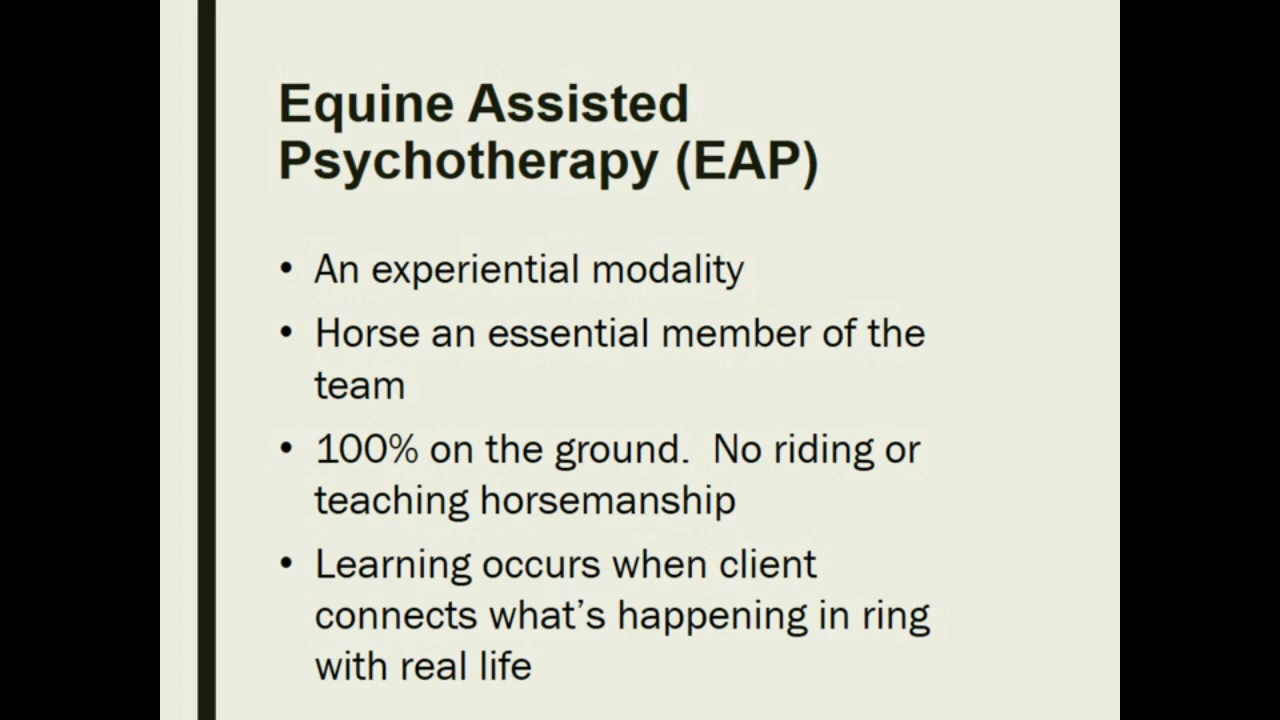 Equine Assisted
Psychotherapy (EAP)
• An experiential modality
• Horse an essential member of the
team
• 100% on the ground.  No riding or
teaching horsemanship
• Learning occurs when client
connects what’s happening in ring
with real life